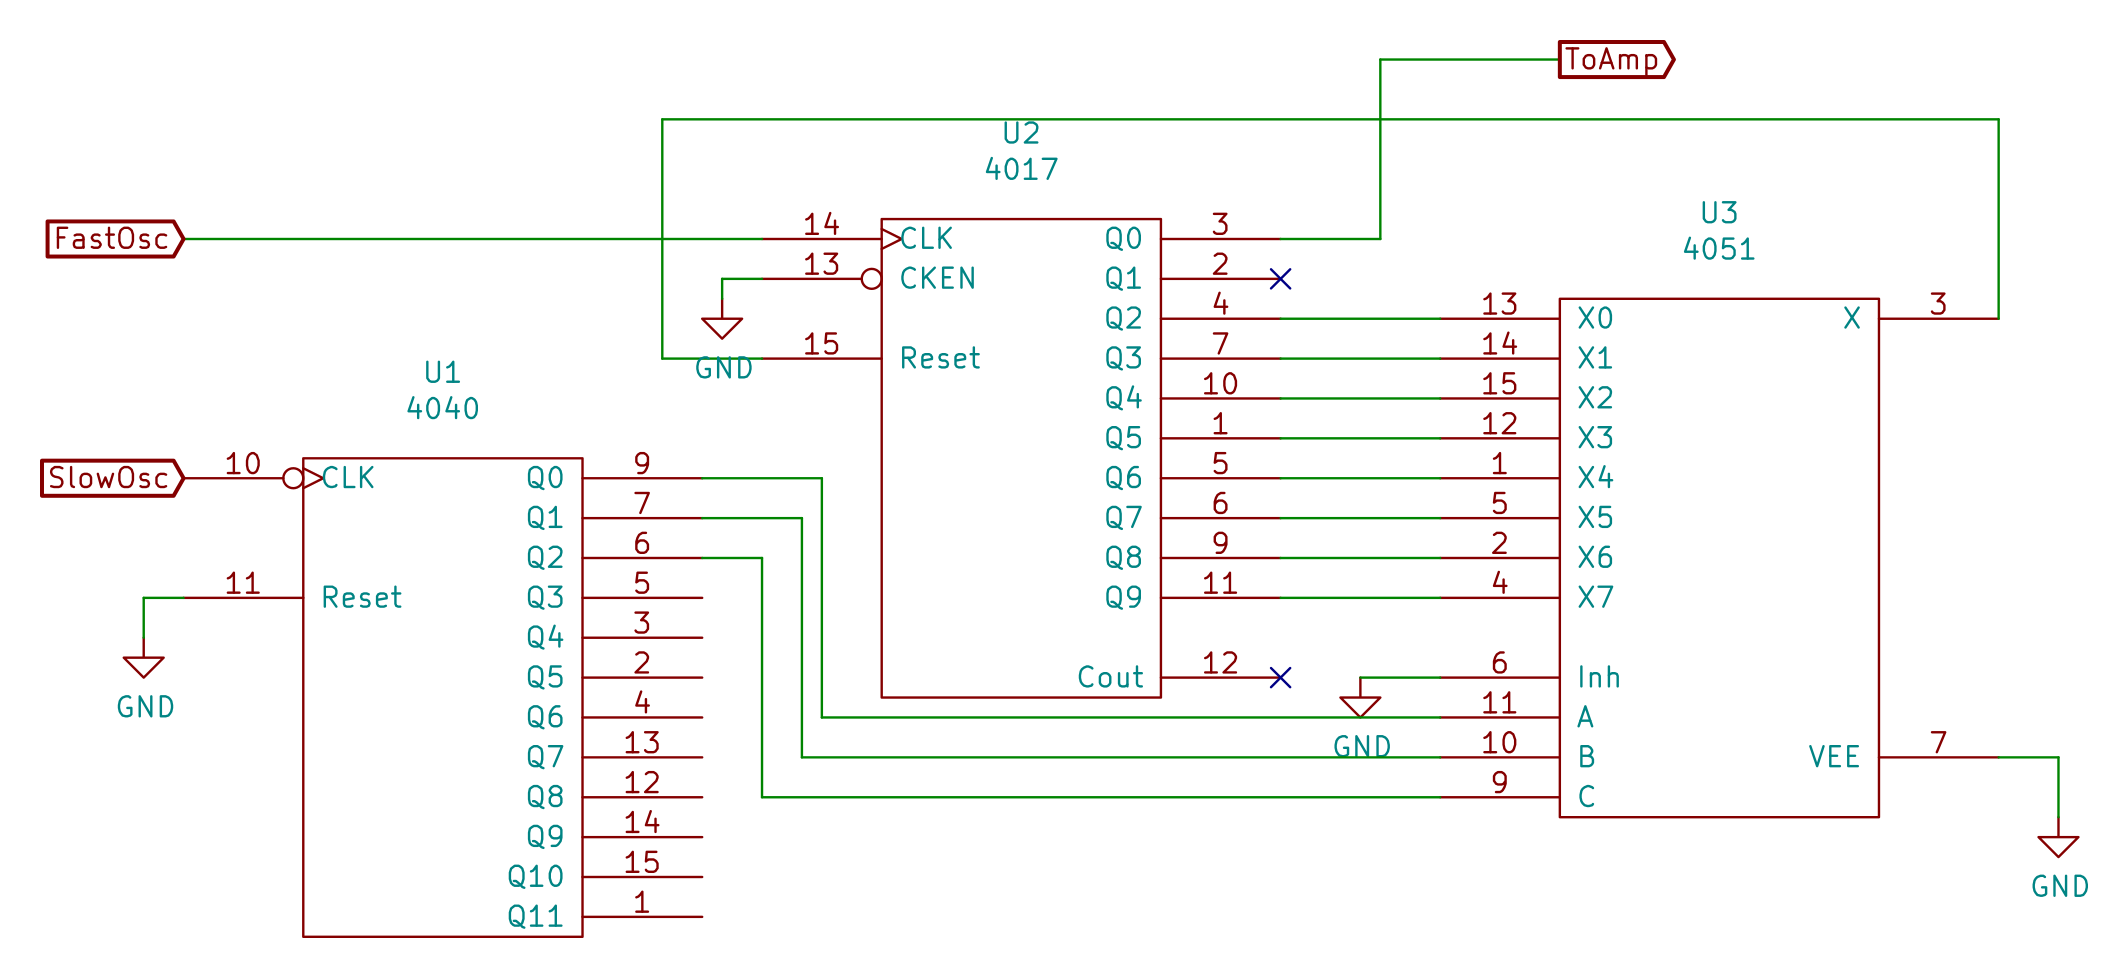 ToAmp
U2
4017
FastOsc
14
CLK
Q0
3
13
CKEN
Q1
2
Q2
4
15
Reset
Q3
7
GND
Q4
10
Q5
1
Q6
5
Q7
6
Q8
9
Q9
11
Cout
12
U3
4051
13
X0
X
3
14
X1
15
X2
12
X3
1
X4
5
X5
2
X6
4
X7
6
Inh
11
A
GND
10
B
VEE
7
9
C
GND
U1
4040
SlowOsc
10
CLK
Q0
9
Q1
7
Q2
6
11
Reset
Q3
5
Q4
3
Q5
2
GND
Q6
4
Q7
13
Q8
12
Q9
14
Q10
15
Q11
1